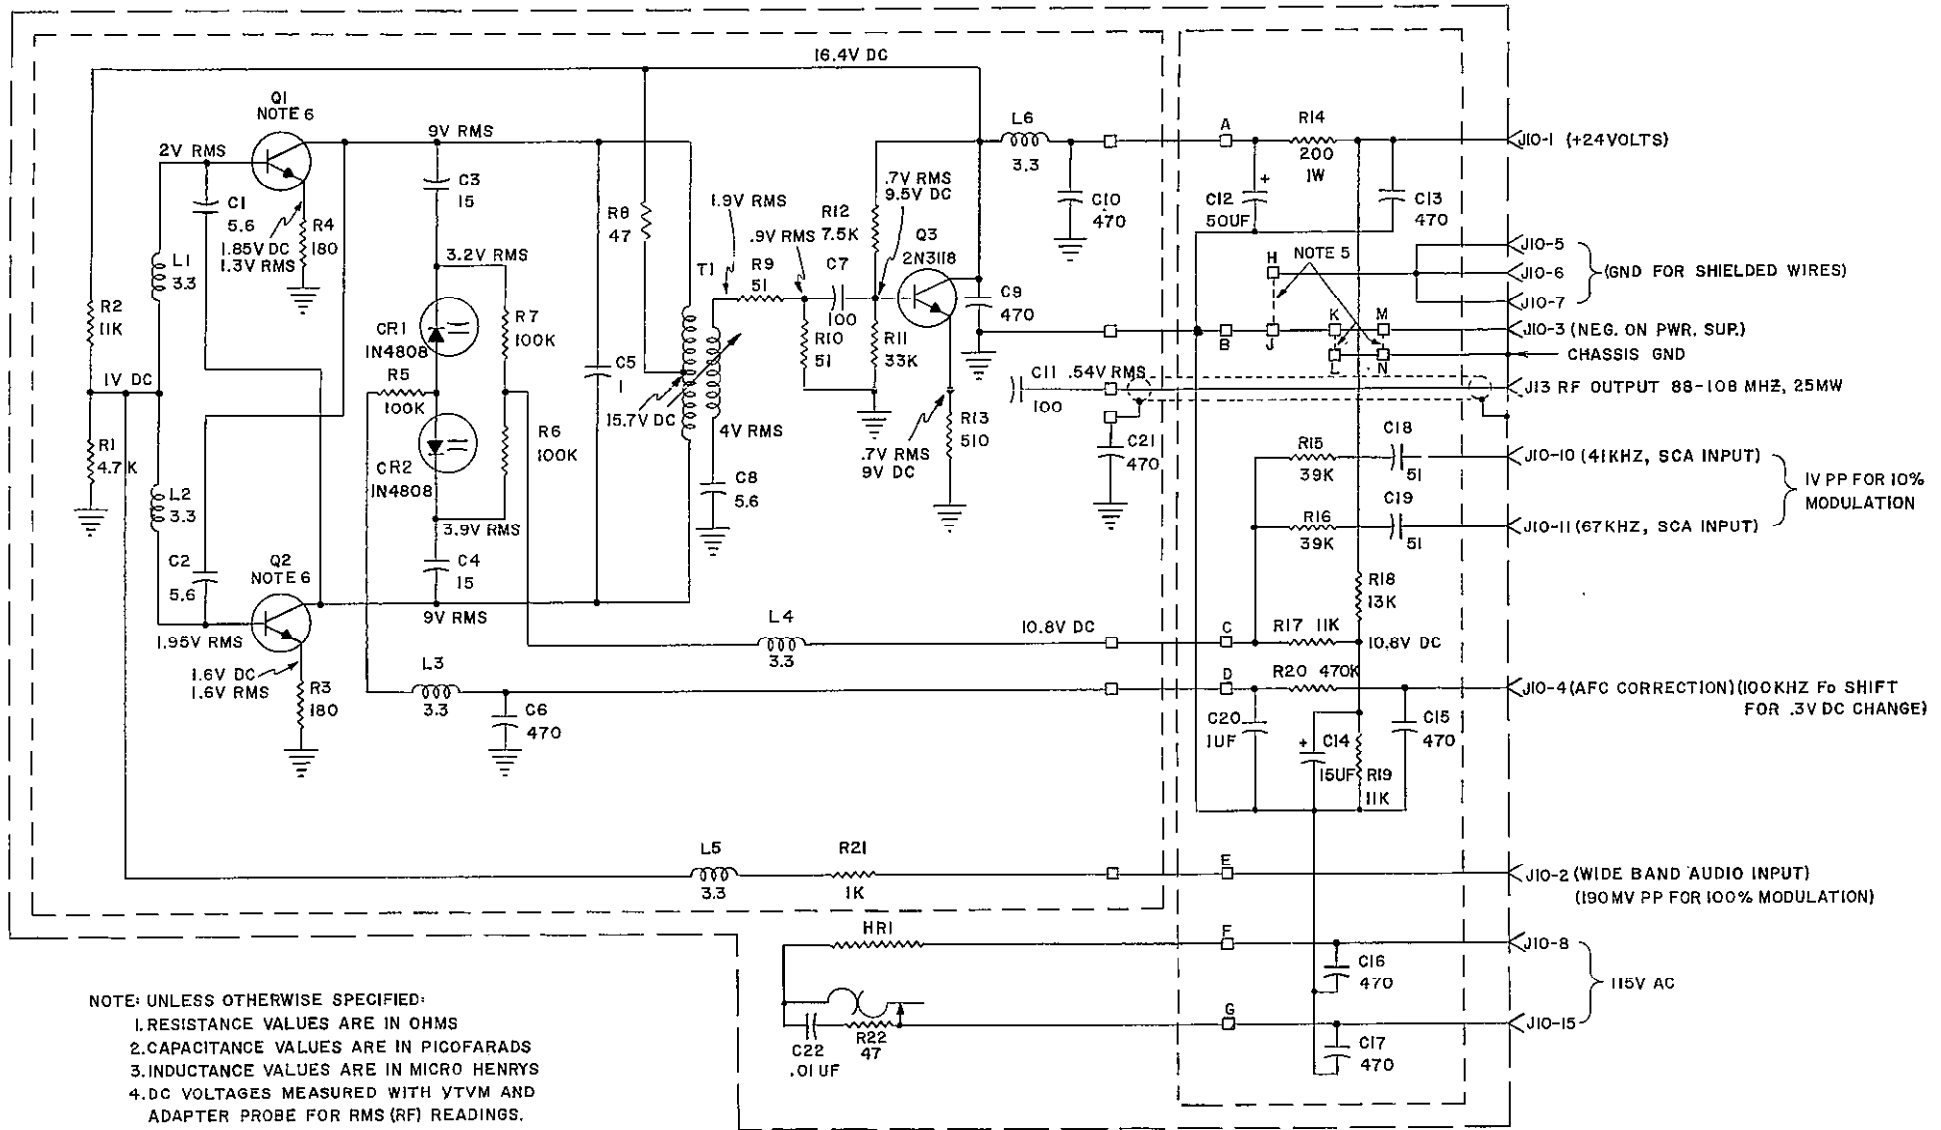 16.4V DC
Q1
NOTE 6
9V RMS
2V RMS
C1
5.6
R4
180
1.85V DC
1.3V RMS
L1
3.3
R2
11K
1V DC
R1
4.7 K
L2
3.3
C2
5.6
Q2
NOTE 6
1.95V RMS
1.6V DC
1.6V RMS
R3
180
C3
15
3.2V RMS
CR1
1N4808
R5
100K
CR2
1N4808
3.9V RMS
C4
15
9V RMS
R7
100K
R6
100K
C5
1
R8
47
15.7V DC
T1
1.9V RMS
R9
51
.9V RMS
R10
51
C7
100
R12
7.5K
.7V RMS
9.5V DC
R11
33K
Q3
2N3118
4V RMS
C8
5.6
.7V RMS
9V DC
R13
510
C9
470
L6
3.3
C10
470
C11
100
.54V RMS
C21
470
L3
3.3
C6
470
L4
3.3
10.8V DC
L5
3.3
R21
1K
A
R14
200
1W
C12
+
50UF
C13
470
H
NOTE 5
B
J
K
M
L
N
R15
39K
C18
51
R16
39K
C19
51
R18
13K
C
R17 11K
10.8V DC
D
R20 470K
C20
1UF
+
C14
15UF
R19
11K
C15
470
E
F
G
C16
470
C17
470
HR1
C22
.01UF
R22
47
J10-1 (+24VOLTS)
J10-5
J10-6
J10-7
(GND FOR SHIELDED WIRES)
J10-3 (NEG. ON PWR. SUP.)
CHASSIS GND
J13 RF OUTPUT 88-108 MHZ, 25MW
J10-10 (41KHZ, SCA INPUT)
J10-11 (67KHZ, SCA INPUT)
1V PP FOR 10%
MODULATION
J10-4 (AFC CORRECTION) (100KHZ Fo SHIFT
FOR .3V DC CHANGE)
J10-2 (WIDE BAND AUDIO INPUT)
(190MV PP FOR 100% MODULATION)
J10-8
J10-15
115V AC
NOTE: UNLESS OTHERWISE SPECIFIED:
1. RESISTANCE VALUES ARE IN OHMS
2. CAPACITANCE VALUES ARE IN PICOFARADS
3. INDUCTANCE VALUES ARE IN MICRO HENRYS
4. DC VOLTAGES MEASURED WITH VTVM AND
ADAPTER PROBE FOR RMS (RF) READINGS.